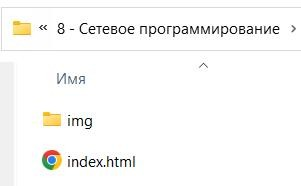 « 8 - Сетевое программирование
Имя
img
index.html